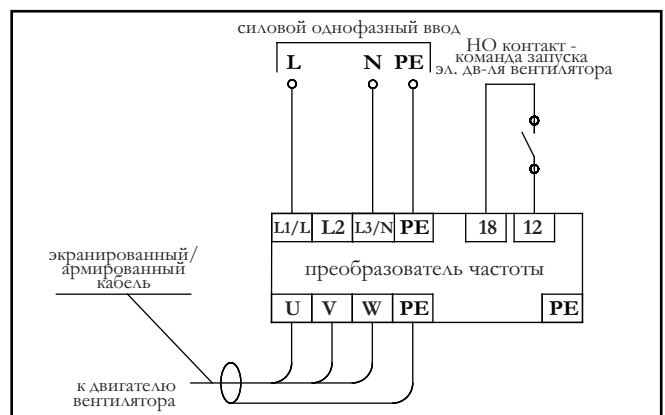 силовой однофазный ввод
L N PE
НО контакт -
команда запуска
эл. дв-ля вентилятора
L1/L L2 L3/N PE 18 12
преобразователь частоты
U V W PE PE
экранированный/
армированный
кабель
к двигателю
вентилятора